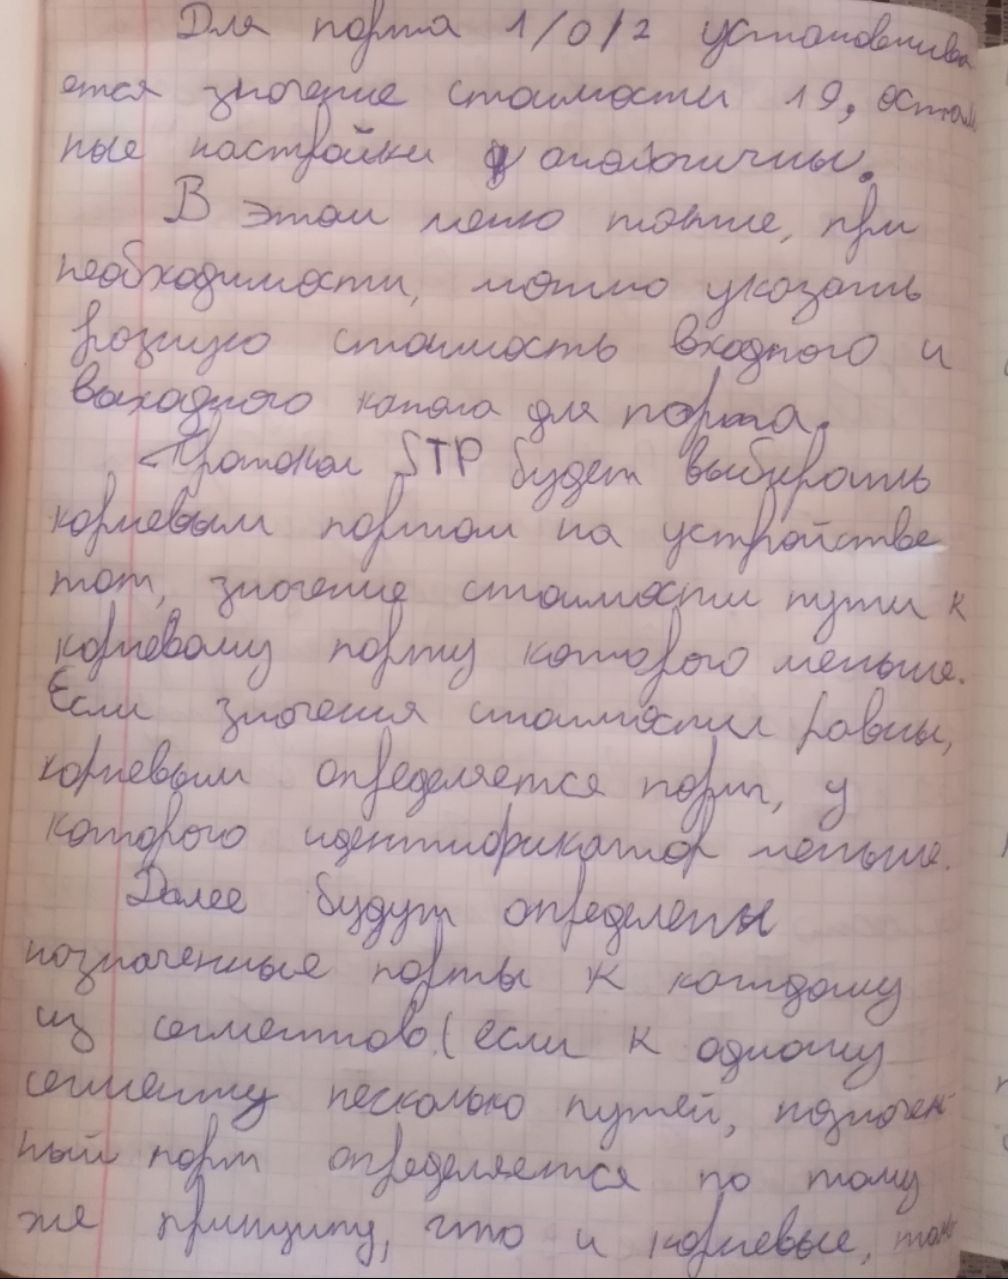 Для порта 1/0/2 устанавлива
ется значение стоимости 19, осталь
ные настройки аналогичны.
В этом меню также, при
необходимости, можно указать
разную стоимость входного и
выходного канала для порта.
Протокол STP будет выбирать
корневым портом на устройстве
тот, значение стоимости пути к
корневому порту которого меньше.
Если значения стоимости равны,
корневым определяется порт, у
которого идентификатор меньше.
Далее будут определены
назначенные порты к каждому
из сегментов (если к одному
сегменту несколько путей, назначен-
ный порт определяется по тому
же принципу, что и корневые, так